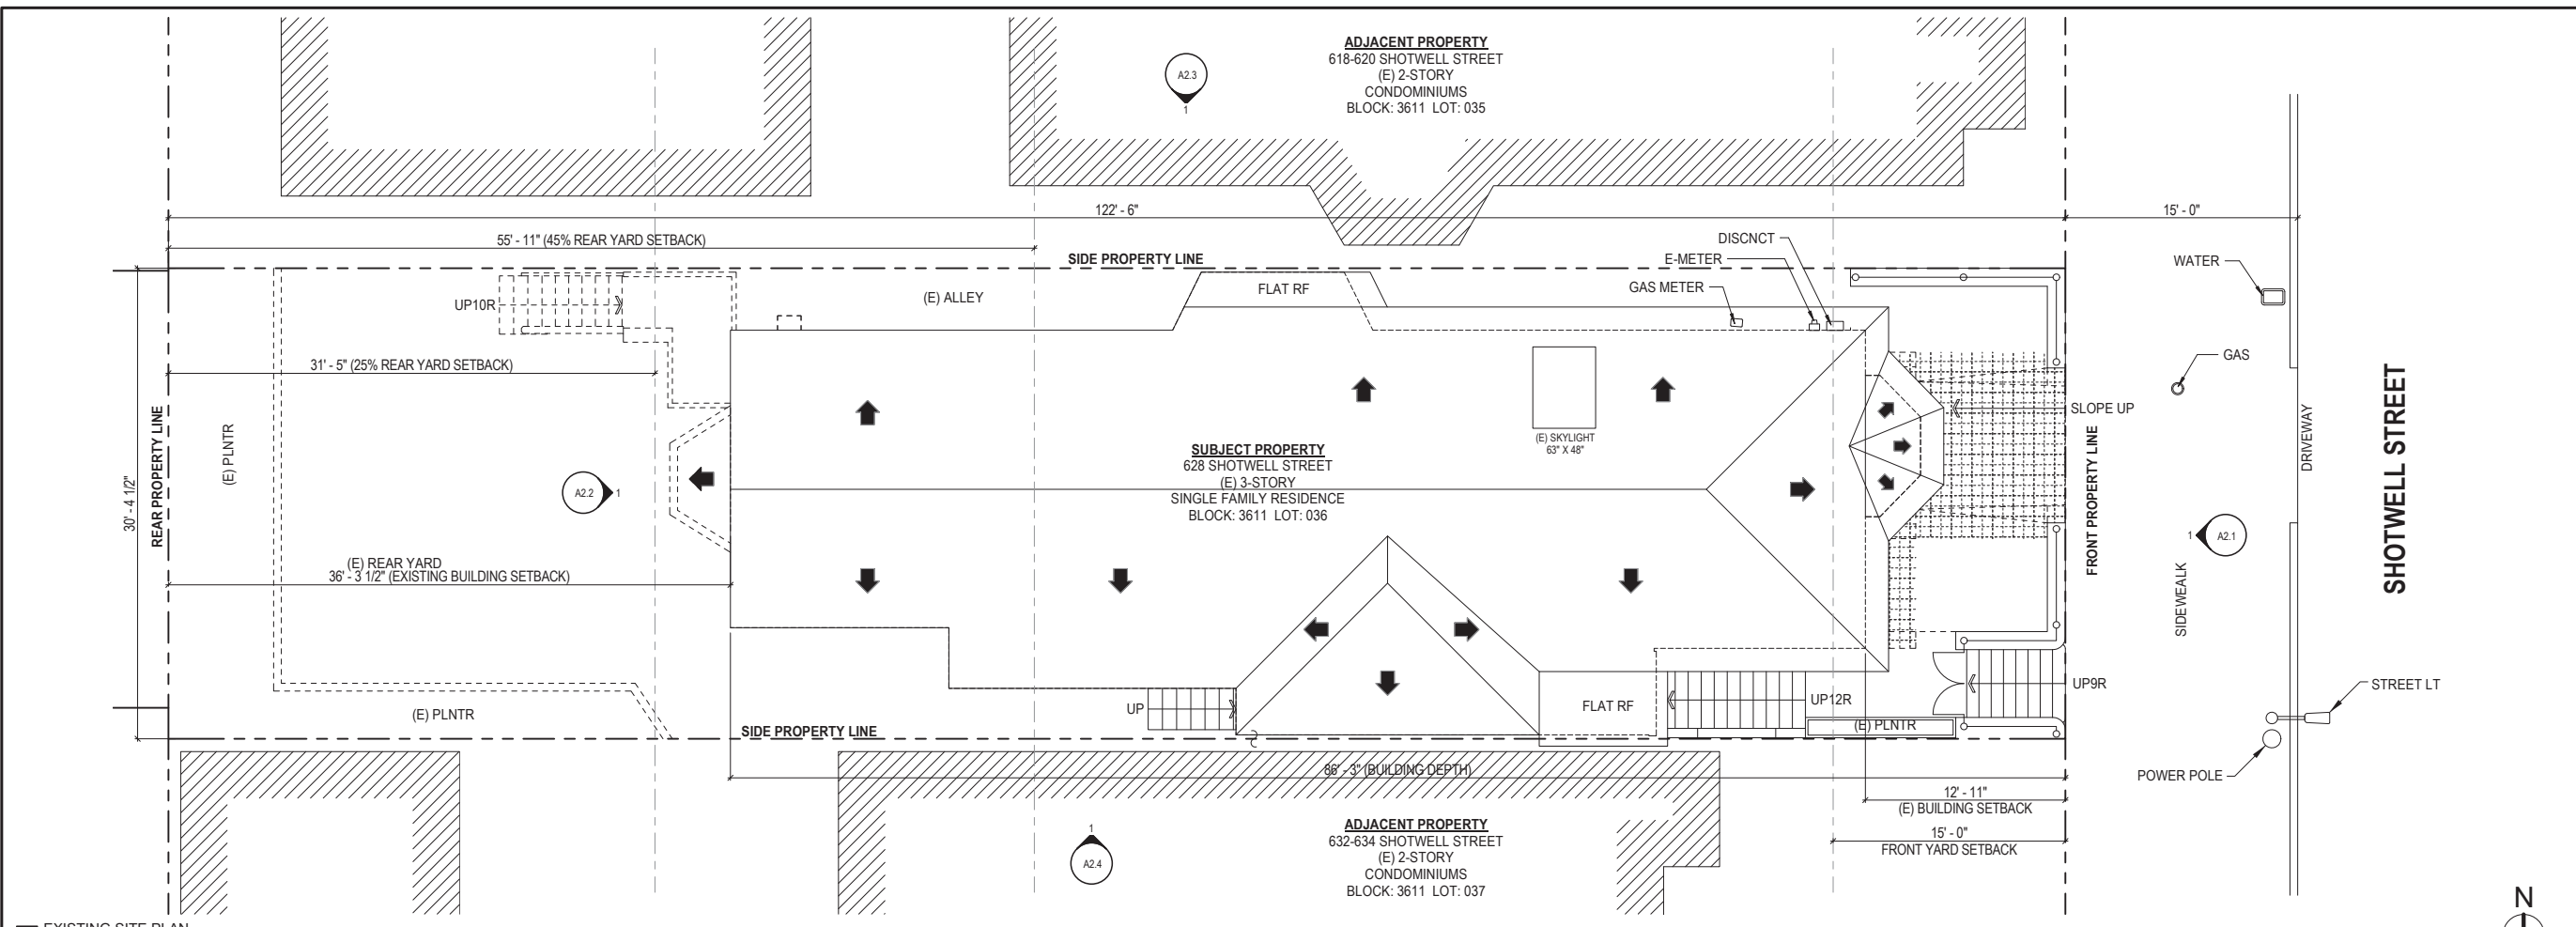 ADJACENT PROPERTY
618-620 SHOTWELL STREET
(E) 2-STORY
CONDOMINIUMS
BLOCK: 3611 LOT: 035
A2.3
1
122' - 6"
15' - 0"
55' - 11" (45% REAR YARD SETBACK)
SIDE PROPERTY LINE
DISCNCT
E-METER
GAS METER
WATER
UP10R
(E) ALLEY
FLAT RF
31' - 5" (25% REAR YARD SETBACK)
GAS
SLOPE UP
(E) SKYLIGHT
63" X 48"
REAR PROPERTY LINE
(E) PLNTR
30' - 4 1/2"
A2.2
1
SUBJECT PROPERTY
628 SHOTWELL STREET
(E) 3-STORY
SINGLE FAMILY RESIDENCE
BLOCK: 3611 LOT: 036
FRONT PROPERTY LINE
DRIVEWAY
SHOTWELL STREET
1
A2.1
SIDEWEALK
(E) REAR YARD
36' - 3 1/2" (EXISTING BUILDING SETBACK)
(E) PLNTR
SIDE PROPERTY LINE
UP
FLAT RF
UP12R
(E) PLNTR
UP9R
STREET LT
POWER POLE
86' - 3" (BUILDING DEPTH)
12' - 11"
(E) BUILDING SETBACK
15' - 0"
FRONT YARD SETBACK
1
A2.4
ADJACENT PROPERTY
632-634 SHOTWELL STREET
(E) 2-STORY
CONDOMINIUMS
BLOCK: 3611 LOT: 037
N
EXISTING SITE PLAN